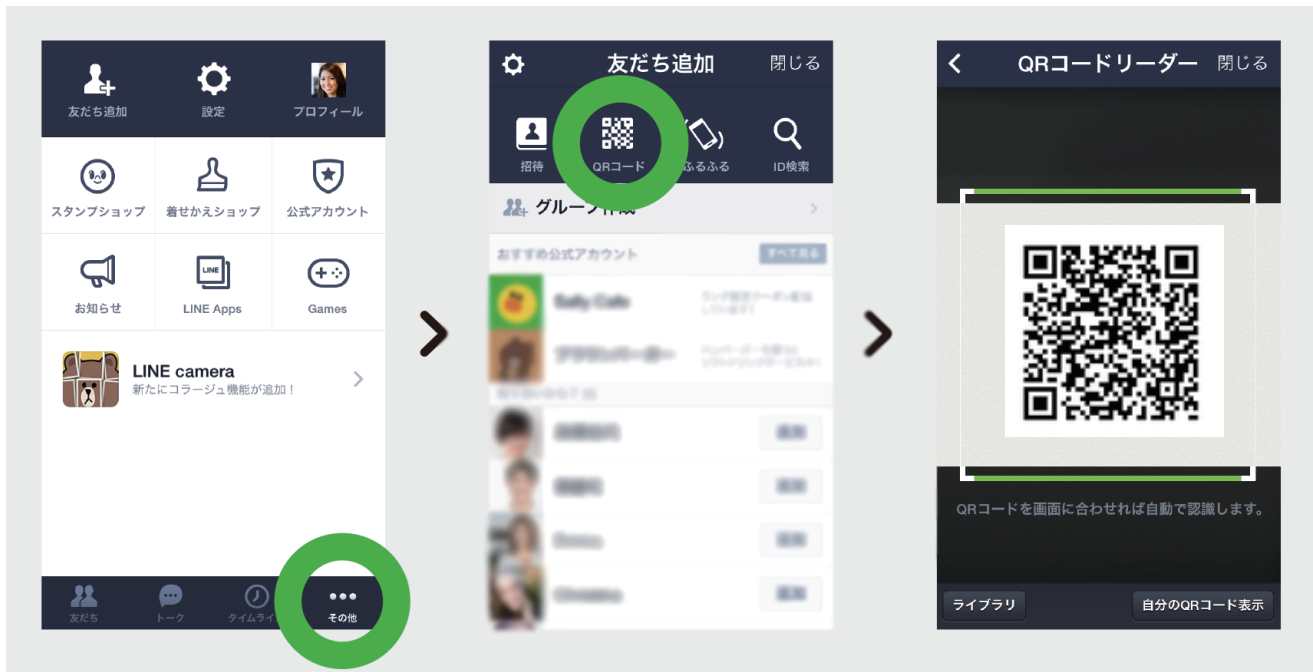 友だち追加
設定
プロフィール
スタンプショップ
着せかえショップ
公式アカウント
お知らせ
LINE
LINE Apps
Games
LINE camera
新たにコラージュ機能が追加！
友だち
トーク
タイムライ
その他
友だち追加
閉じる
招待
QRコード
ふるふる
ID検索
グループ作成
おすすめ公式アカウント
すべて見る
Sally Cafe
QRコードリーダー
閉じる
QRコードを画面に合わせれば自動で認識します。
ライブラリ
自分のQRコード表示